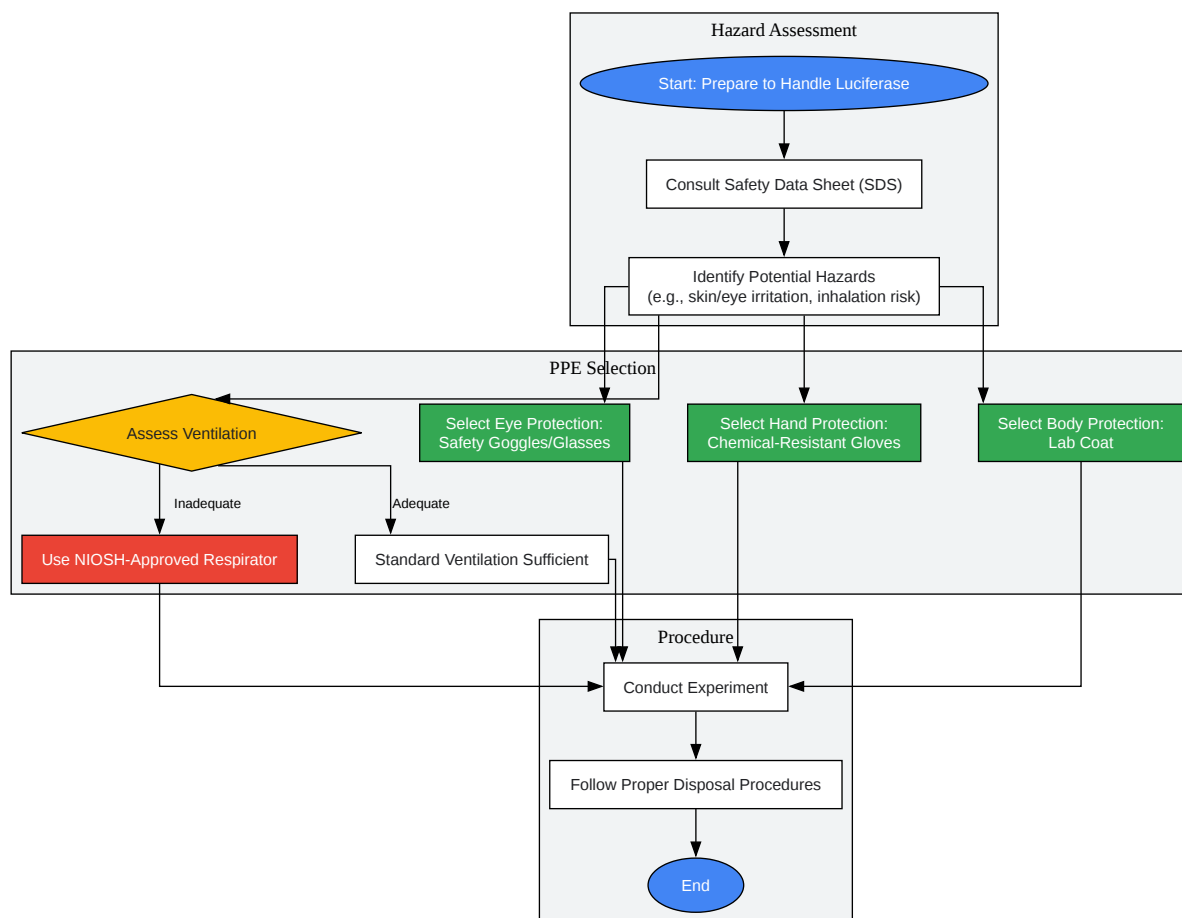 Hazard Assessment
Start: Prepare to Handle Luciferase
Consult Safety Data Sheet (SDS)
Identify Potential Hazards
(e.g., skin/eye irritation, inhalation risk)
PPE Selection
Assess Ventilation
Select Eye Protection:
Safety Goggles/Glasses
Select Hand Protection:
Chemical-Resistant Gloves
Select Body Protection:
Lab Coat
Inadequate
Adequate
Use NIOSH-Approved Respirator
Standard Ventilation Sufficient
Procedure
Conduct Experiment
Follow Proper Disposal Procedures
End